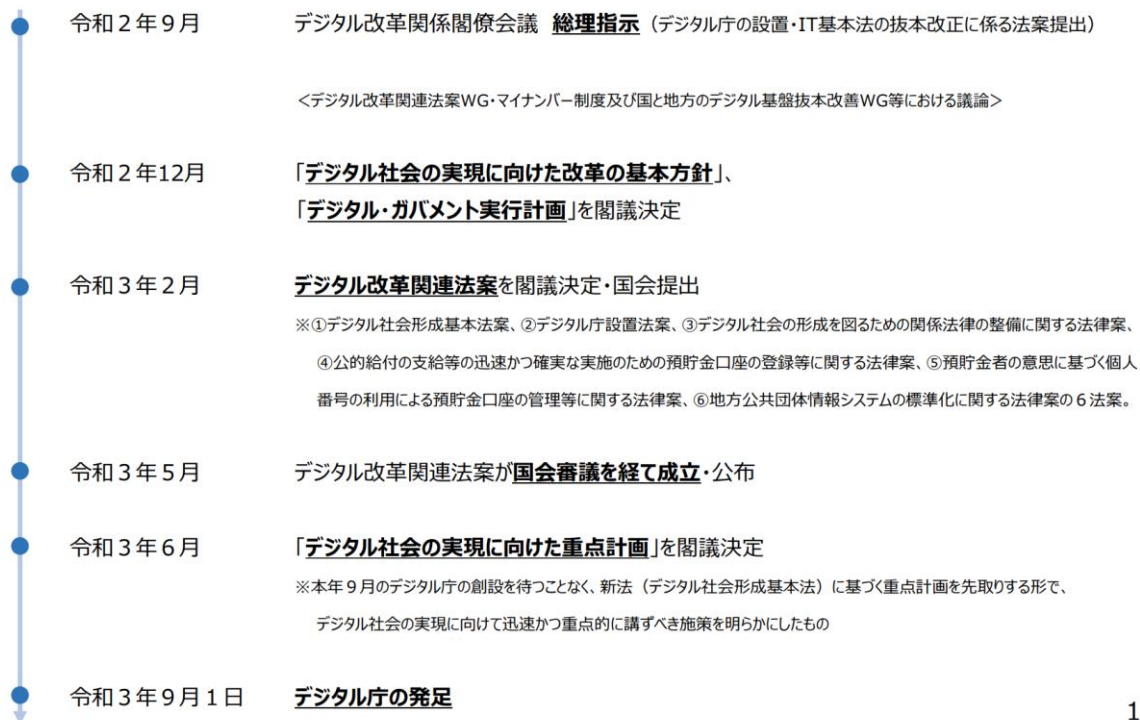 令和２年９月 デジタル改革関係閣僚会議 総理指示（デジタル庁の設置・IT基本法の抜本改正に係る法案提出）
＜デジタル改革関連法案WG・マイナンバー制度及び国と地方のデジタル基盤抜本改善WG等における議論＞
令和２年12月 「デジタル社会の実現に向けた改革の基本方針」、
「デジタル・ガバメント実行計画」を閣議決定
令和３年２月 デジタル改革関連法案を閣議決定・国会提出
※①デジタル社会形成基本法案、②デジタル庁設置法案、③デジタル社会の形成を図るための関係法律の整備に関する法律案、
④公的給付の支給等の迅速かつ確実な実施のための預貯金口座の登録等に関する法律案、⑤預貯金者の意思に基づく個人
番号の利用による預貯金口座の管理等に関する法律案、⑥地方公共団体情報システムの標準化に関する法律案の６法案。
令和３年５月 デジタル改革関連法案が国会審議を経て成立・公布
令和３年６月 「デジタル社会の実現に向けた重点計画」を閣議決定
※本年９月のデジタル庁の創設を待つことなく、新法（デジタル社会形成基本法）に基づく重点計画を先取りする形で、
デジタル社会の実現に向けて迅速かつ重点的に講ずべき施策を明らかにしたもの
令和３年９月１日 デジタル庁の発足
1